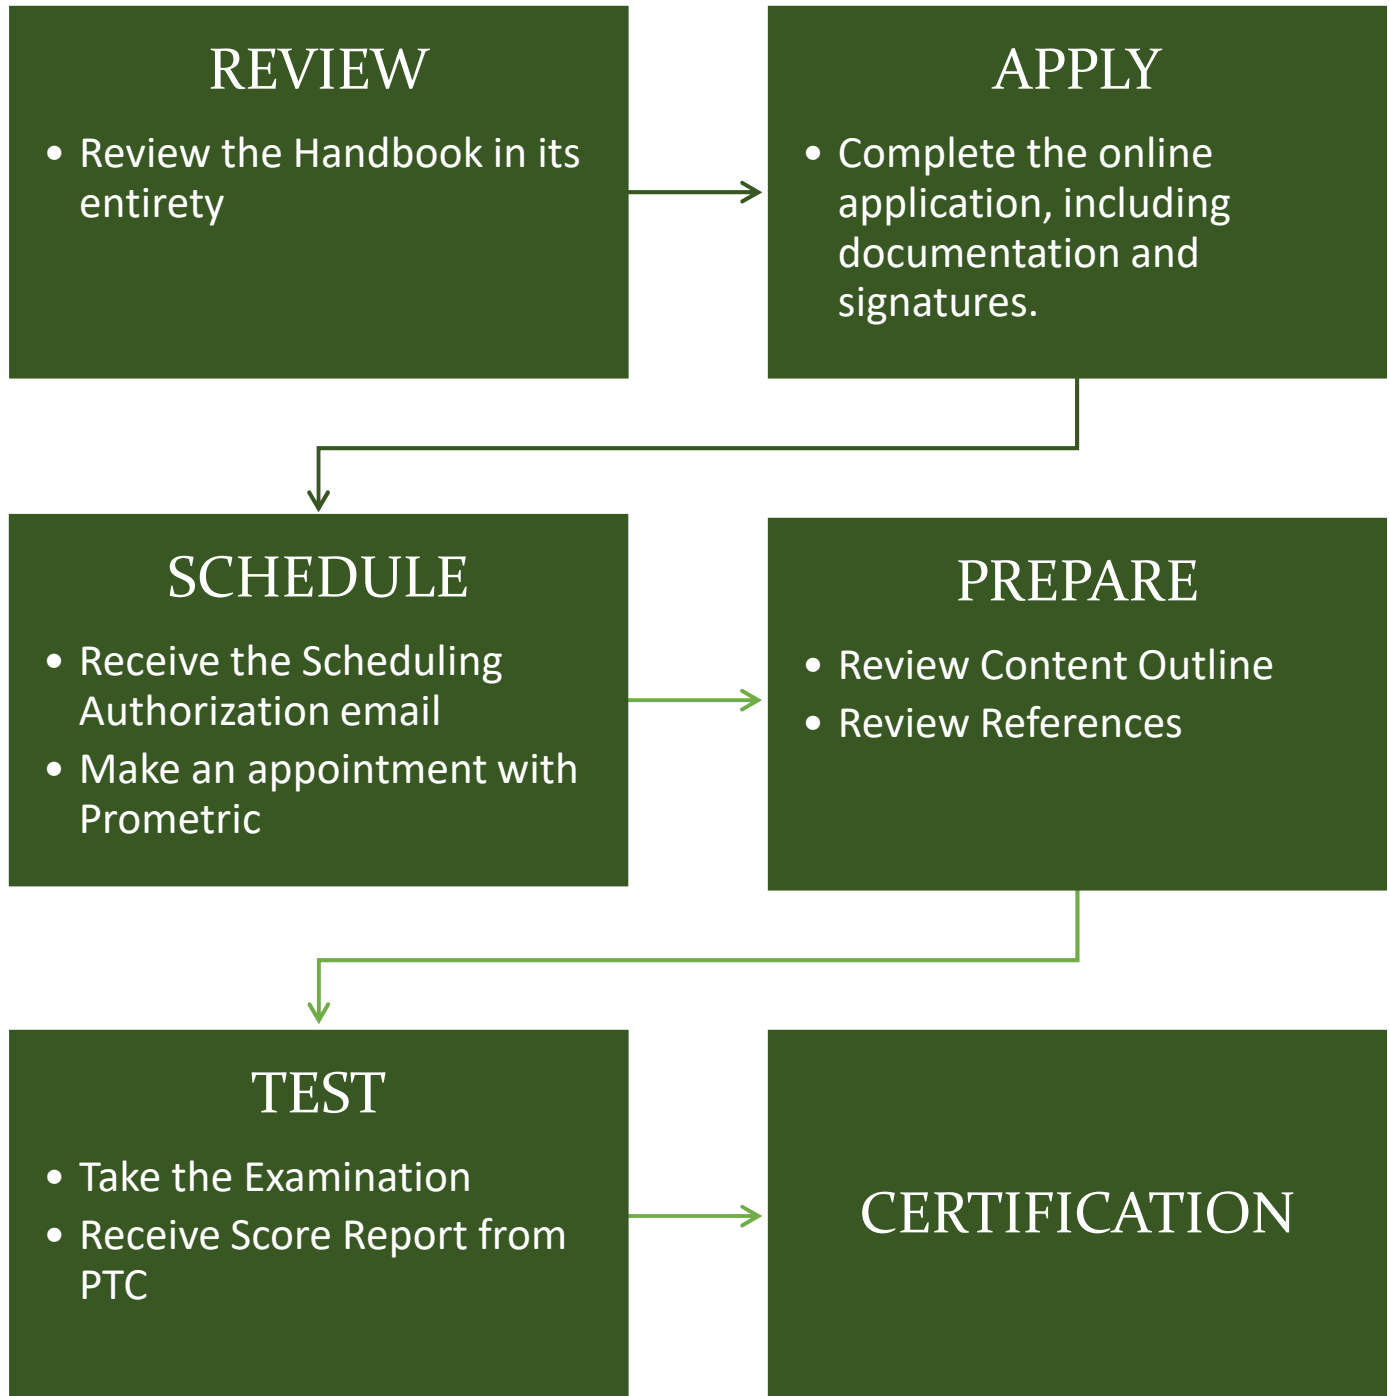 REVIEW
• Review the Handbook in its
entirety
APPLY
• Complete the online
application, including
documentation and
signatures.
SCHEDULE
• Receive the Scheduling
Authorization email
• Make an appointment with
Prometric
PREPARE
• Review Content Outline
• Review References
TEST
• Take the Examination
• Receive Score Report from
PTC
CERTIFICATION